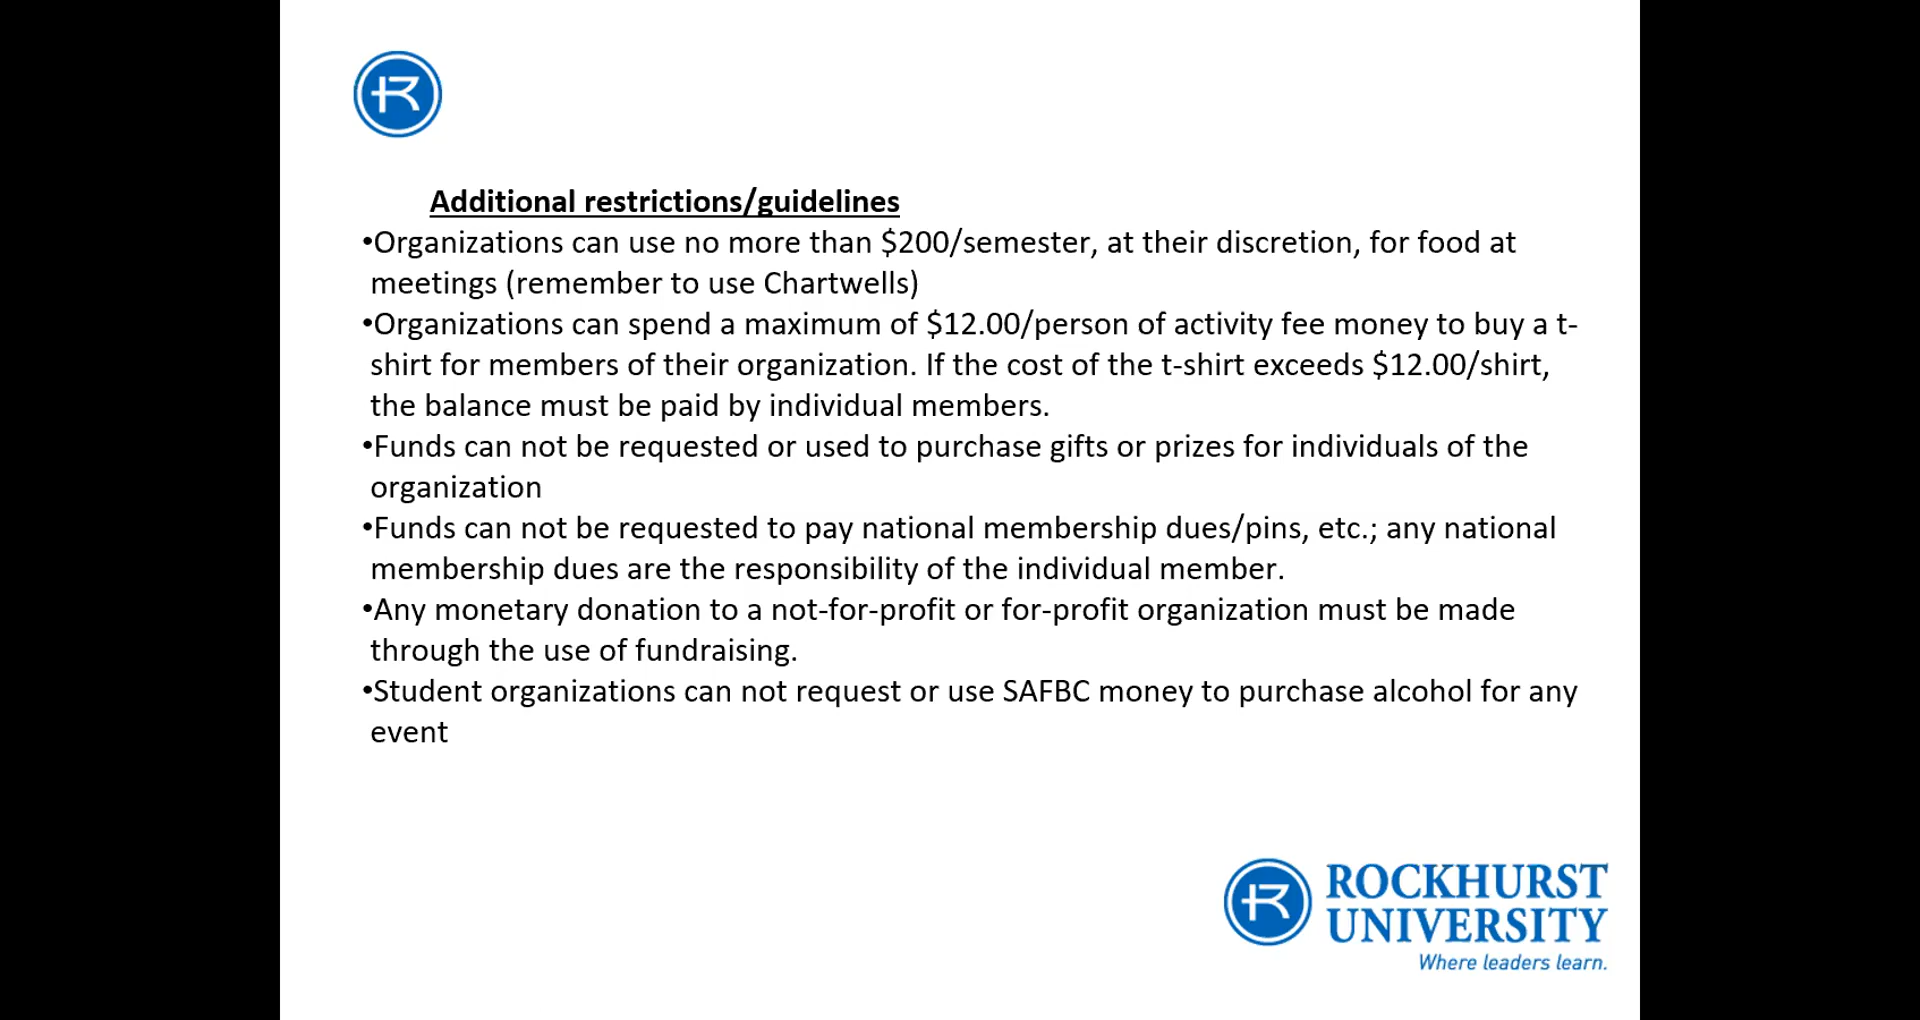 Additional restrictions/guidelines
•Organizations can use no more than $200/semester, at their discretion, for food at
meetings (remember to use Chartwells)
•Organizations can spend a maximum of $12.00/person of activity fee money to buy a t-
shirt for members of their organization. If the cost of the t-shirt exceeds $12.00/shirt,
the balance must be paid by individual members.
•Funds can not be requested or used to purchase gifts or prizes for individuals of the
organization
•Funds can not be requested to pay national membership dues/pins, etc.; any national
membership dues are the responsibility of the individual member.
•Any monetary donation to a not-for-profit or for-profit organization must be made
through the use of fundraising.
•Student organizations can not request or use SAFBC money to purchase alcohol for any
event
ROCKHURST
UNIVERSITY
Where leaders learn.